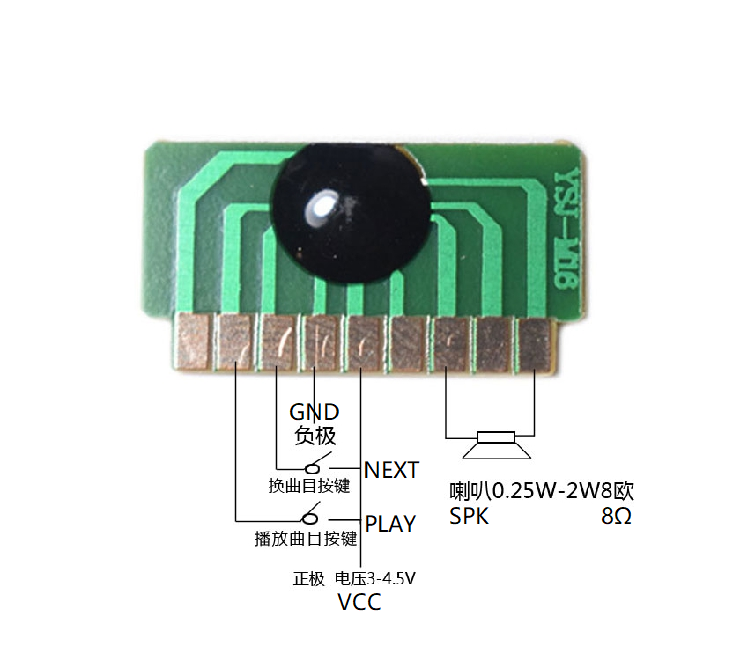 YSJ-M16
GND
负极
NEXT
换曲目按键
PLAY
播放曲目按键
正极 电压3-4.5V
VCC
喇叭0.25W-2W8欧
SPK 8Ω